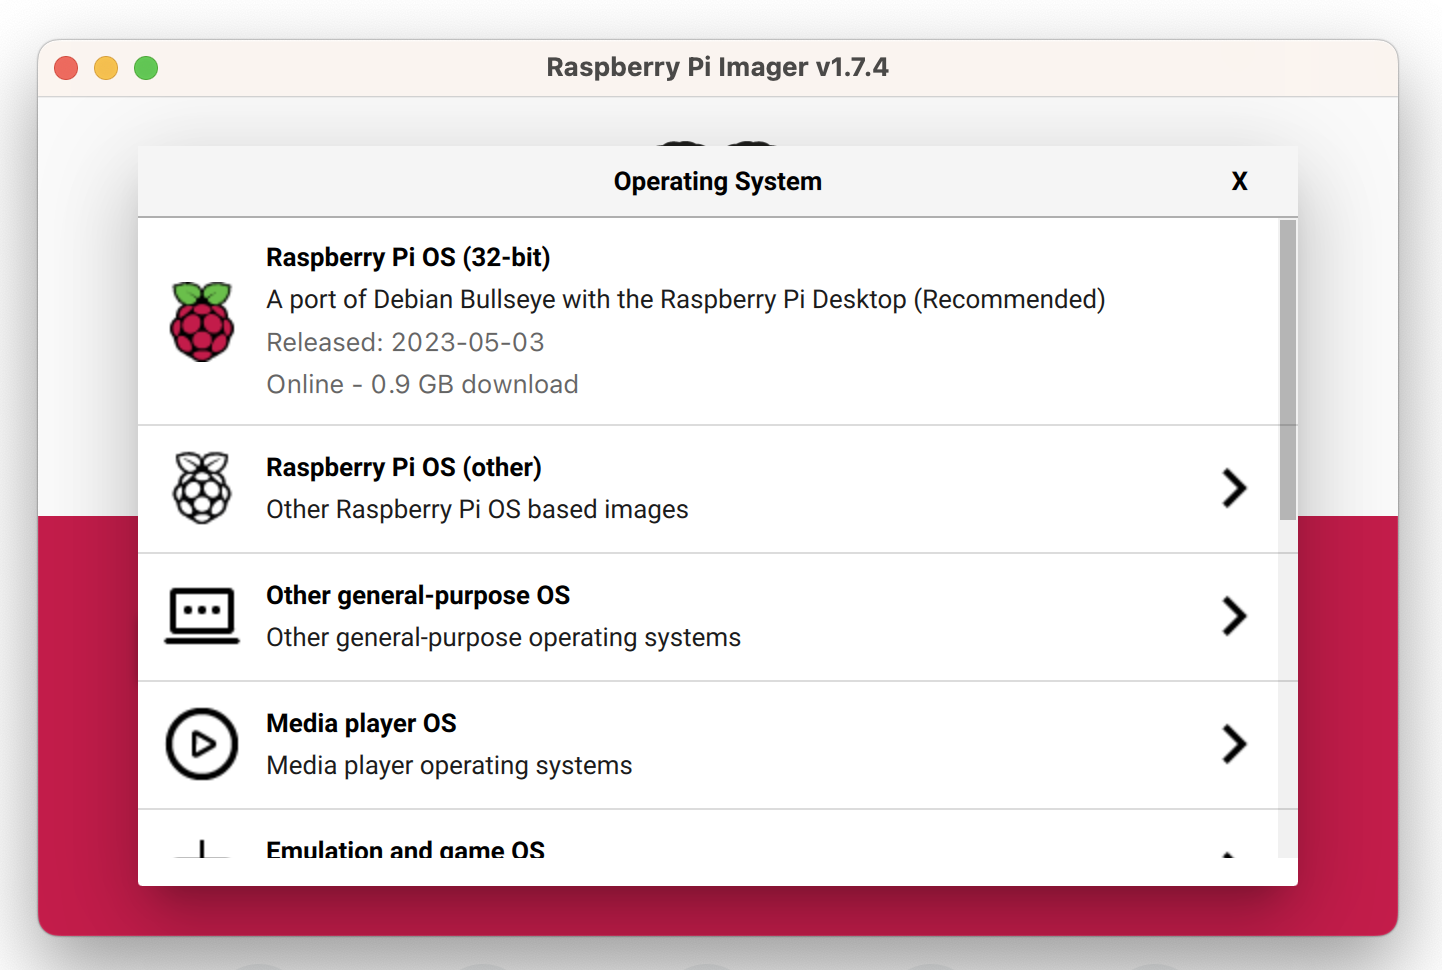 Raspberry Pi Imager v1.7.4
Operating System
X
Raspberry Pi OS (32-bit)
A port of Debian Bullseye with the Raspberry Pi Desktop (Recommended)
Released: 2023-05-03
Online - 0.9 GB download
Raspberry Pi OS (other)
Other Raspberry Pi OS based images
Other general-purpose OS
Other general-purpose operating systems
Media player OS
Media player operating systems
Emulation and game OS